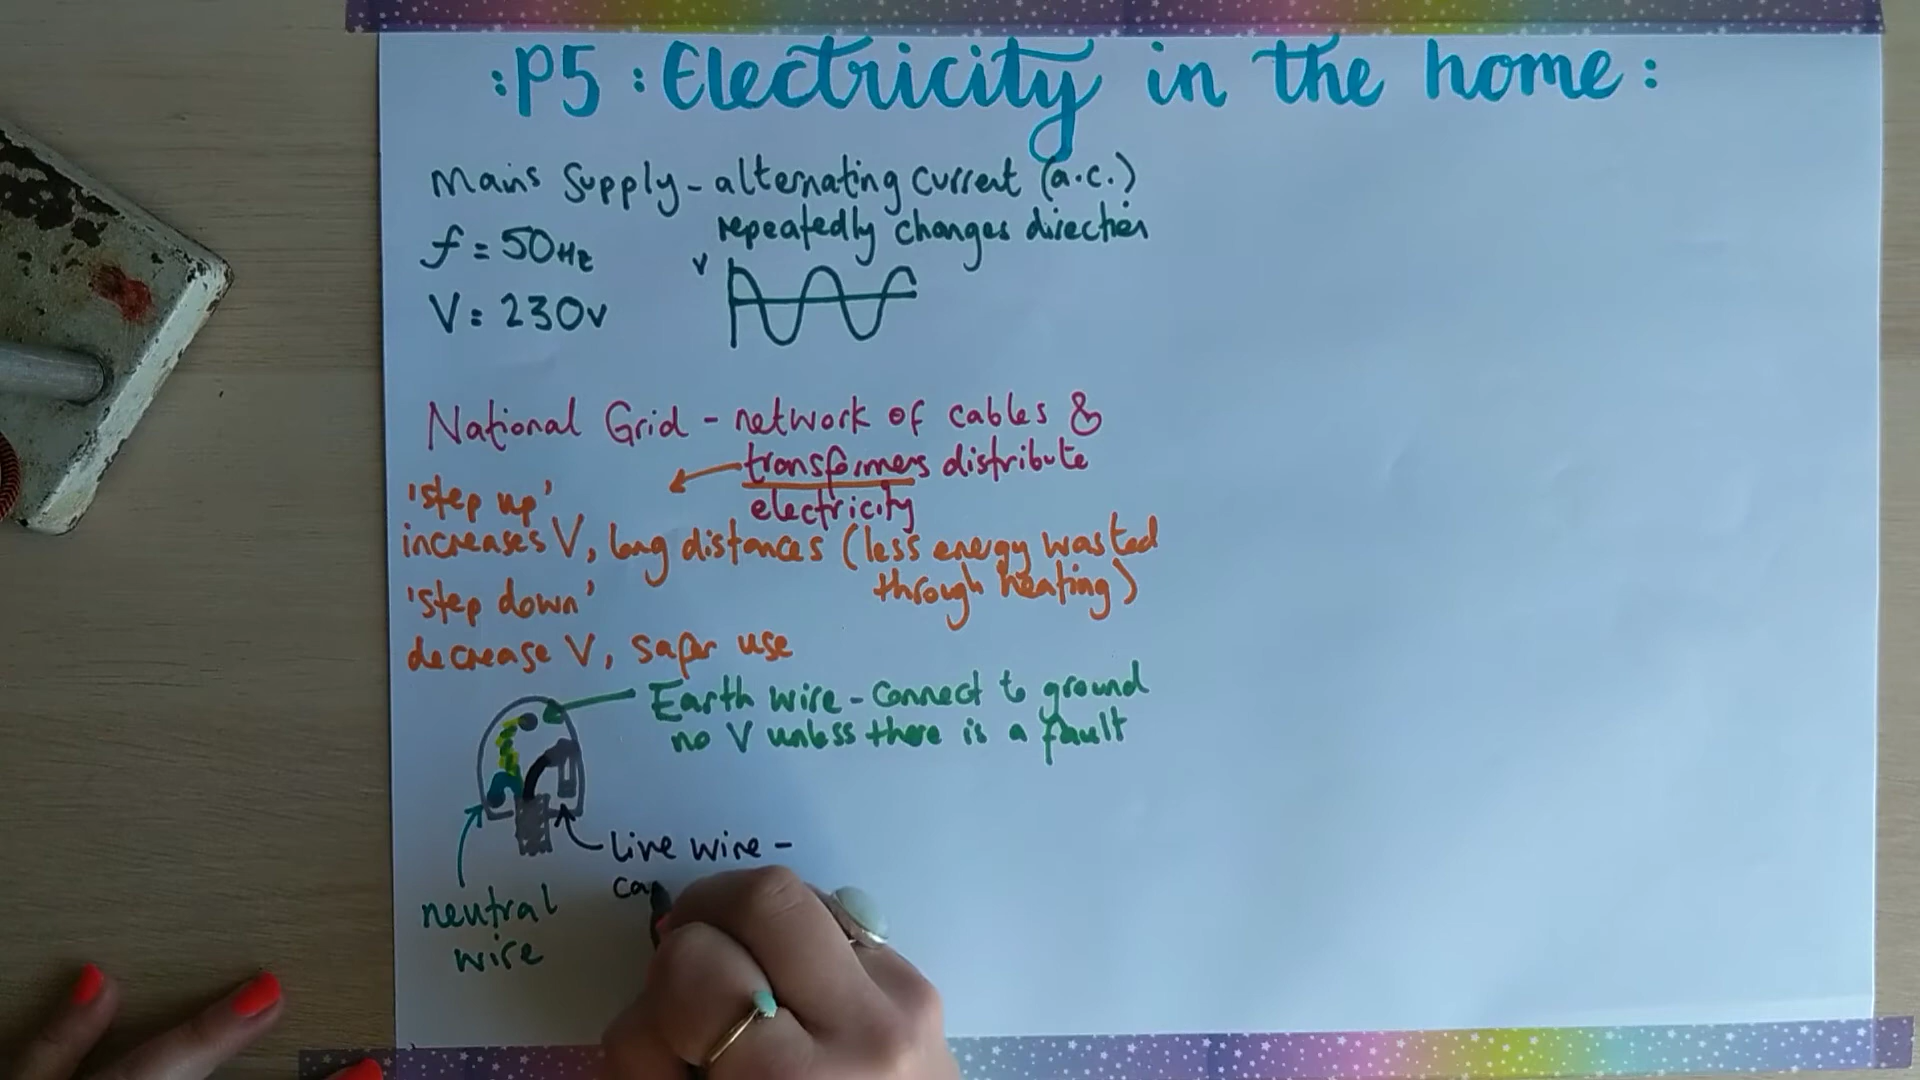 :P5: Electricity in the home:
Mains Supply - alternating current (a.c.)
repeatedly changes direction
f = 50Hz
V
V = 230v
National Grid - network of cables &
transformers distribute
electricity
'step up'
increases V, long distances (less energy wasted
through heating)
'step down'
decrease V, safer use
Earth wire - connect to ground
no V unless there is a fault
live wire -
ca
neutral
wire